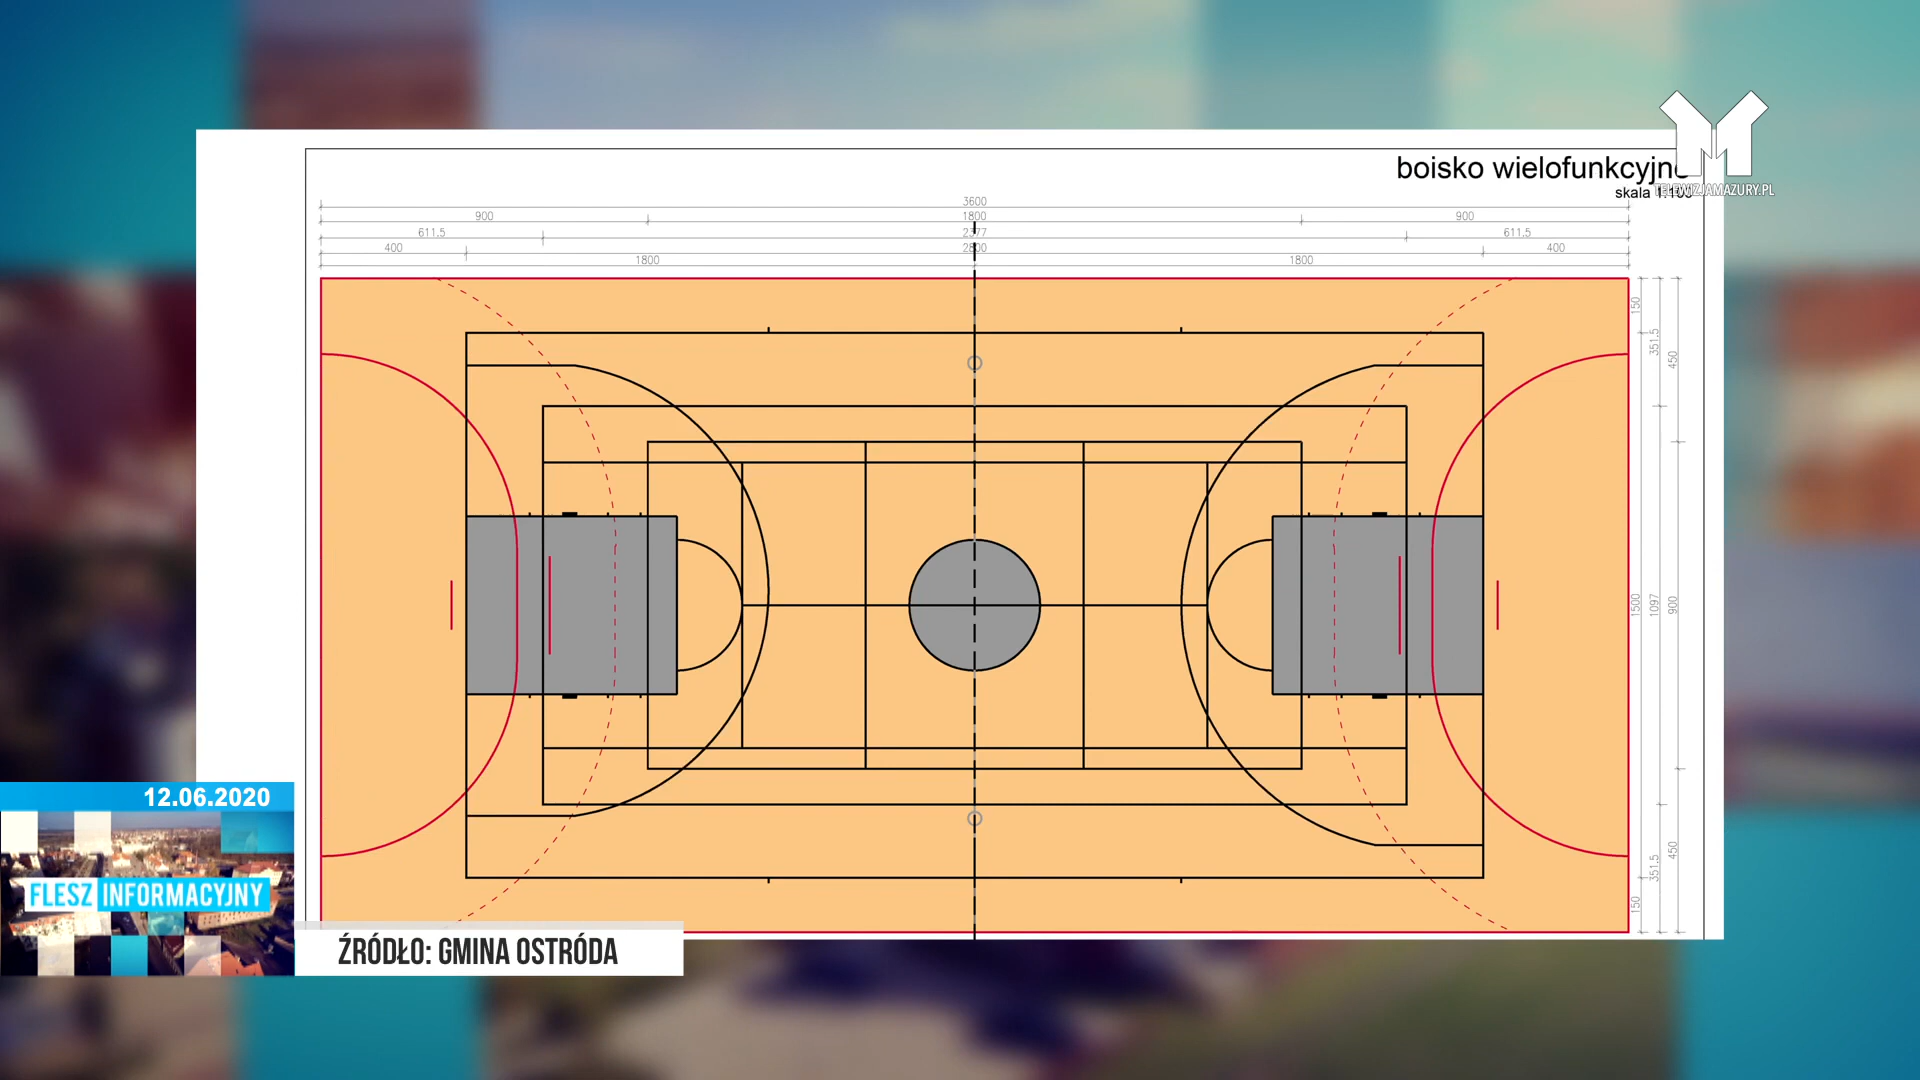 boisko wielofunkcyjne
skala 1:100
TELEWIZJAMAZURY.PL
3600
900 1800 900
611,5 2377 611,5
400 2800 400
1800 1800
150
351,5
450
1500
1097
900
450
351,5
150
12.06.2020
FLESZ INFORMACYJNY
ŹRÓDŁO: GMINA OSTRÓDA